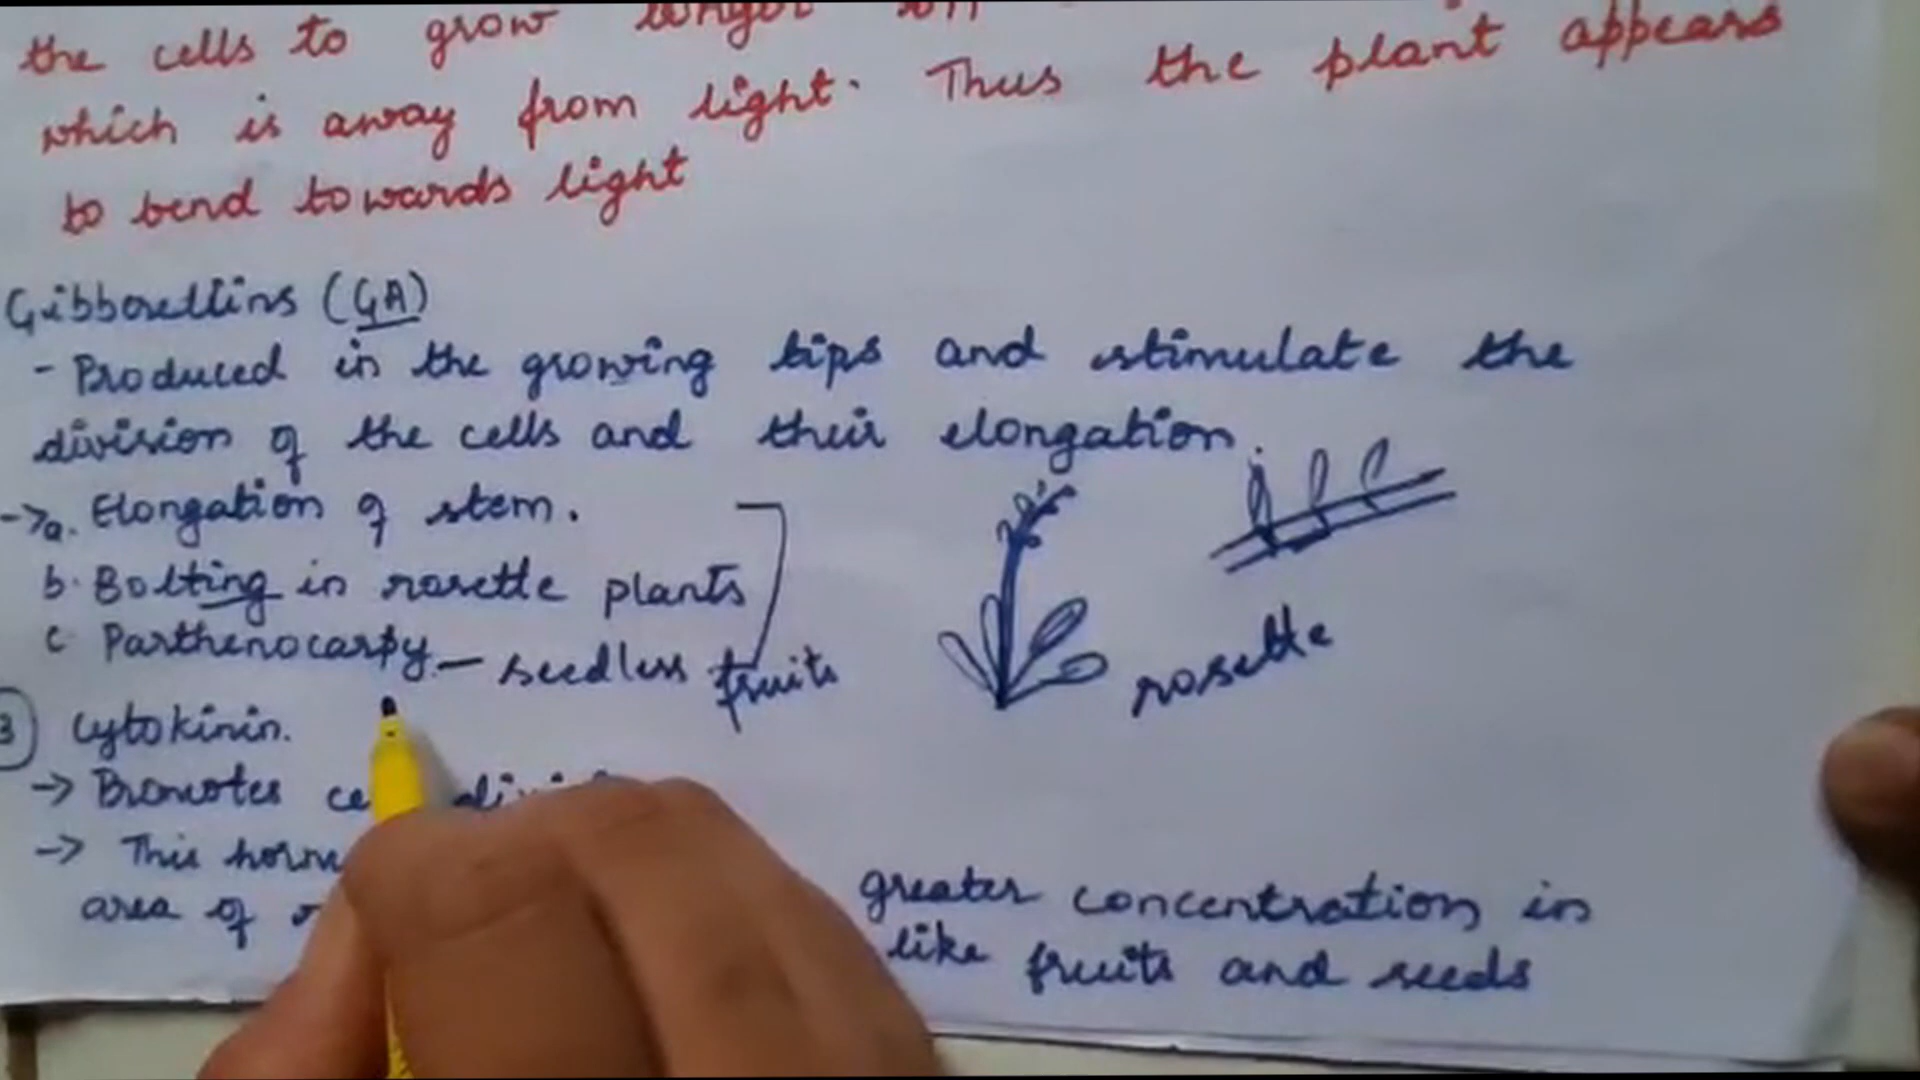 the cells to grow longer on
which is away from light. Thus the plant appears
to bend towards light
Gibberellins (GA)
- Produced in the growing tips and stimulate the
division of the cells and their elongation.
-> a. Elongation of stem.
b. Bolting in rosette plants
c Parthenocarpy - seedless fruits
rosette
3) Cytokinin.
-> Promotes
-> This
greater concentration in
area of
like fruits and seeds